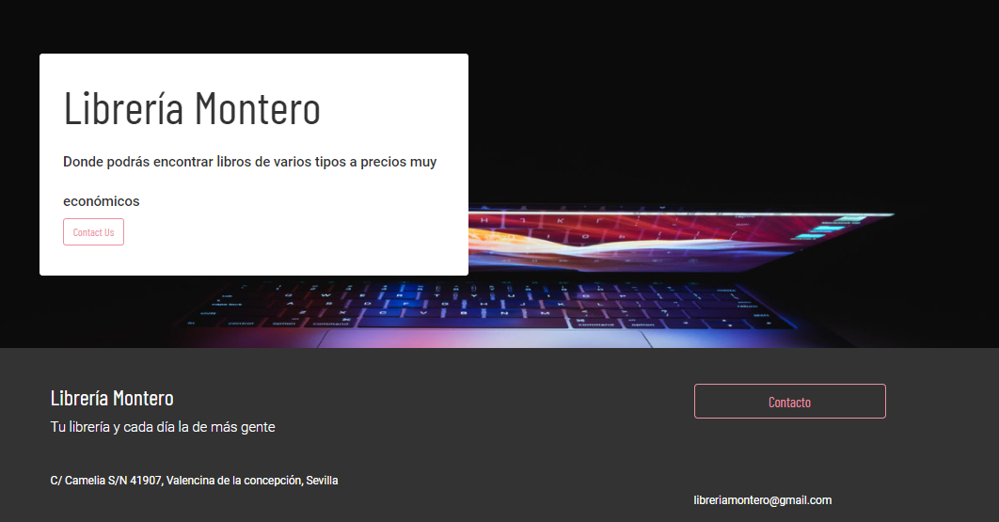 Librería Montero
Donde podrás encontrar libros de varios tipos a precios muy
económicos
Contact Us
Librería Montero
Tu librería y cada día la de más gente
Contacto
C/ Camelia S/N 41907, Valencina de la concepción, Sevilla
libreriamontero@gmail.com